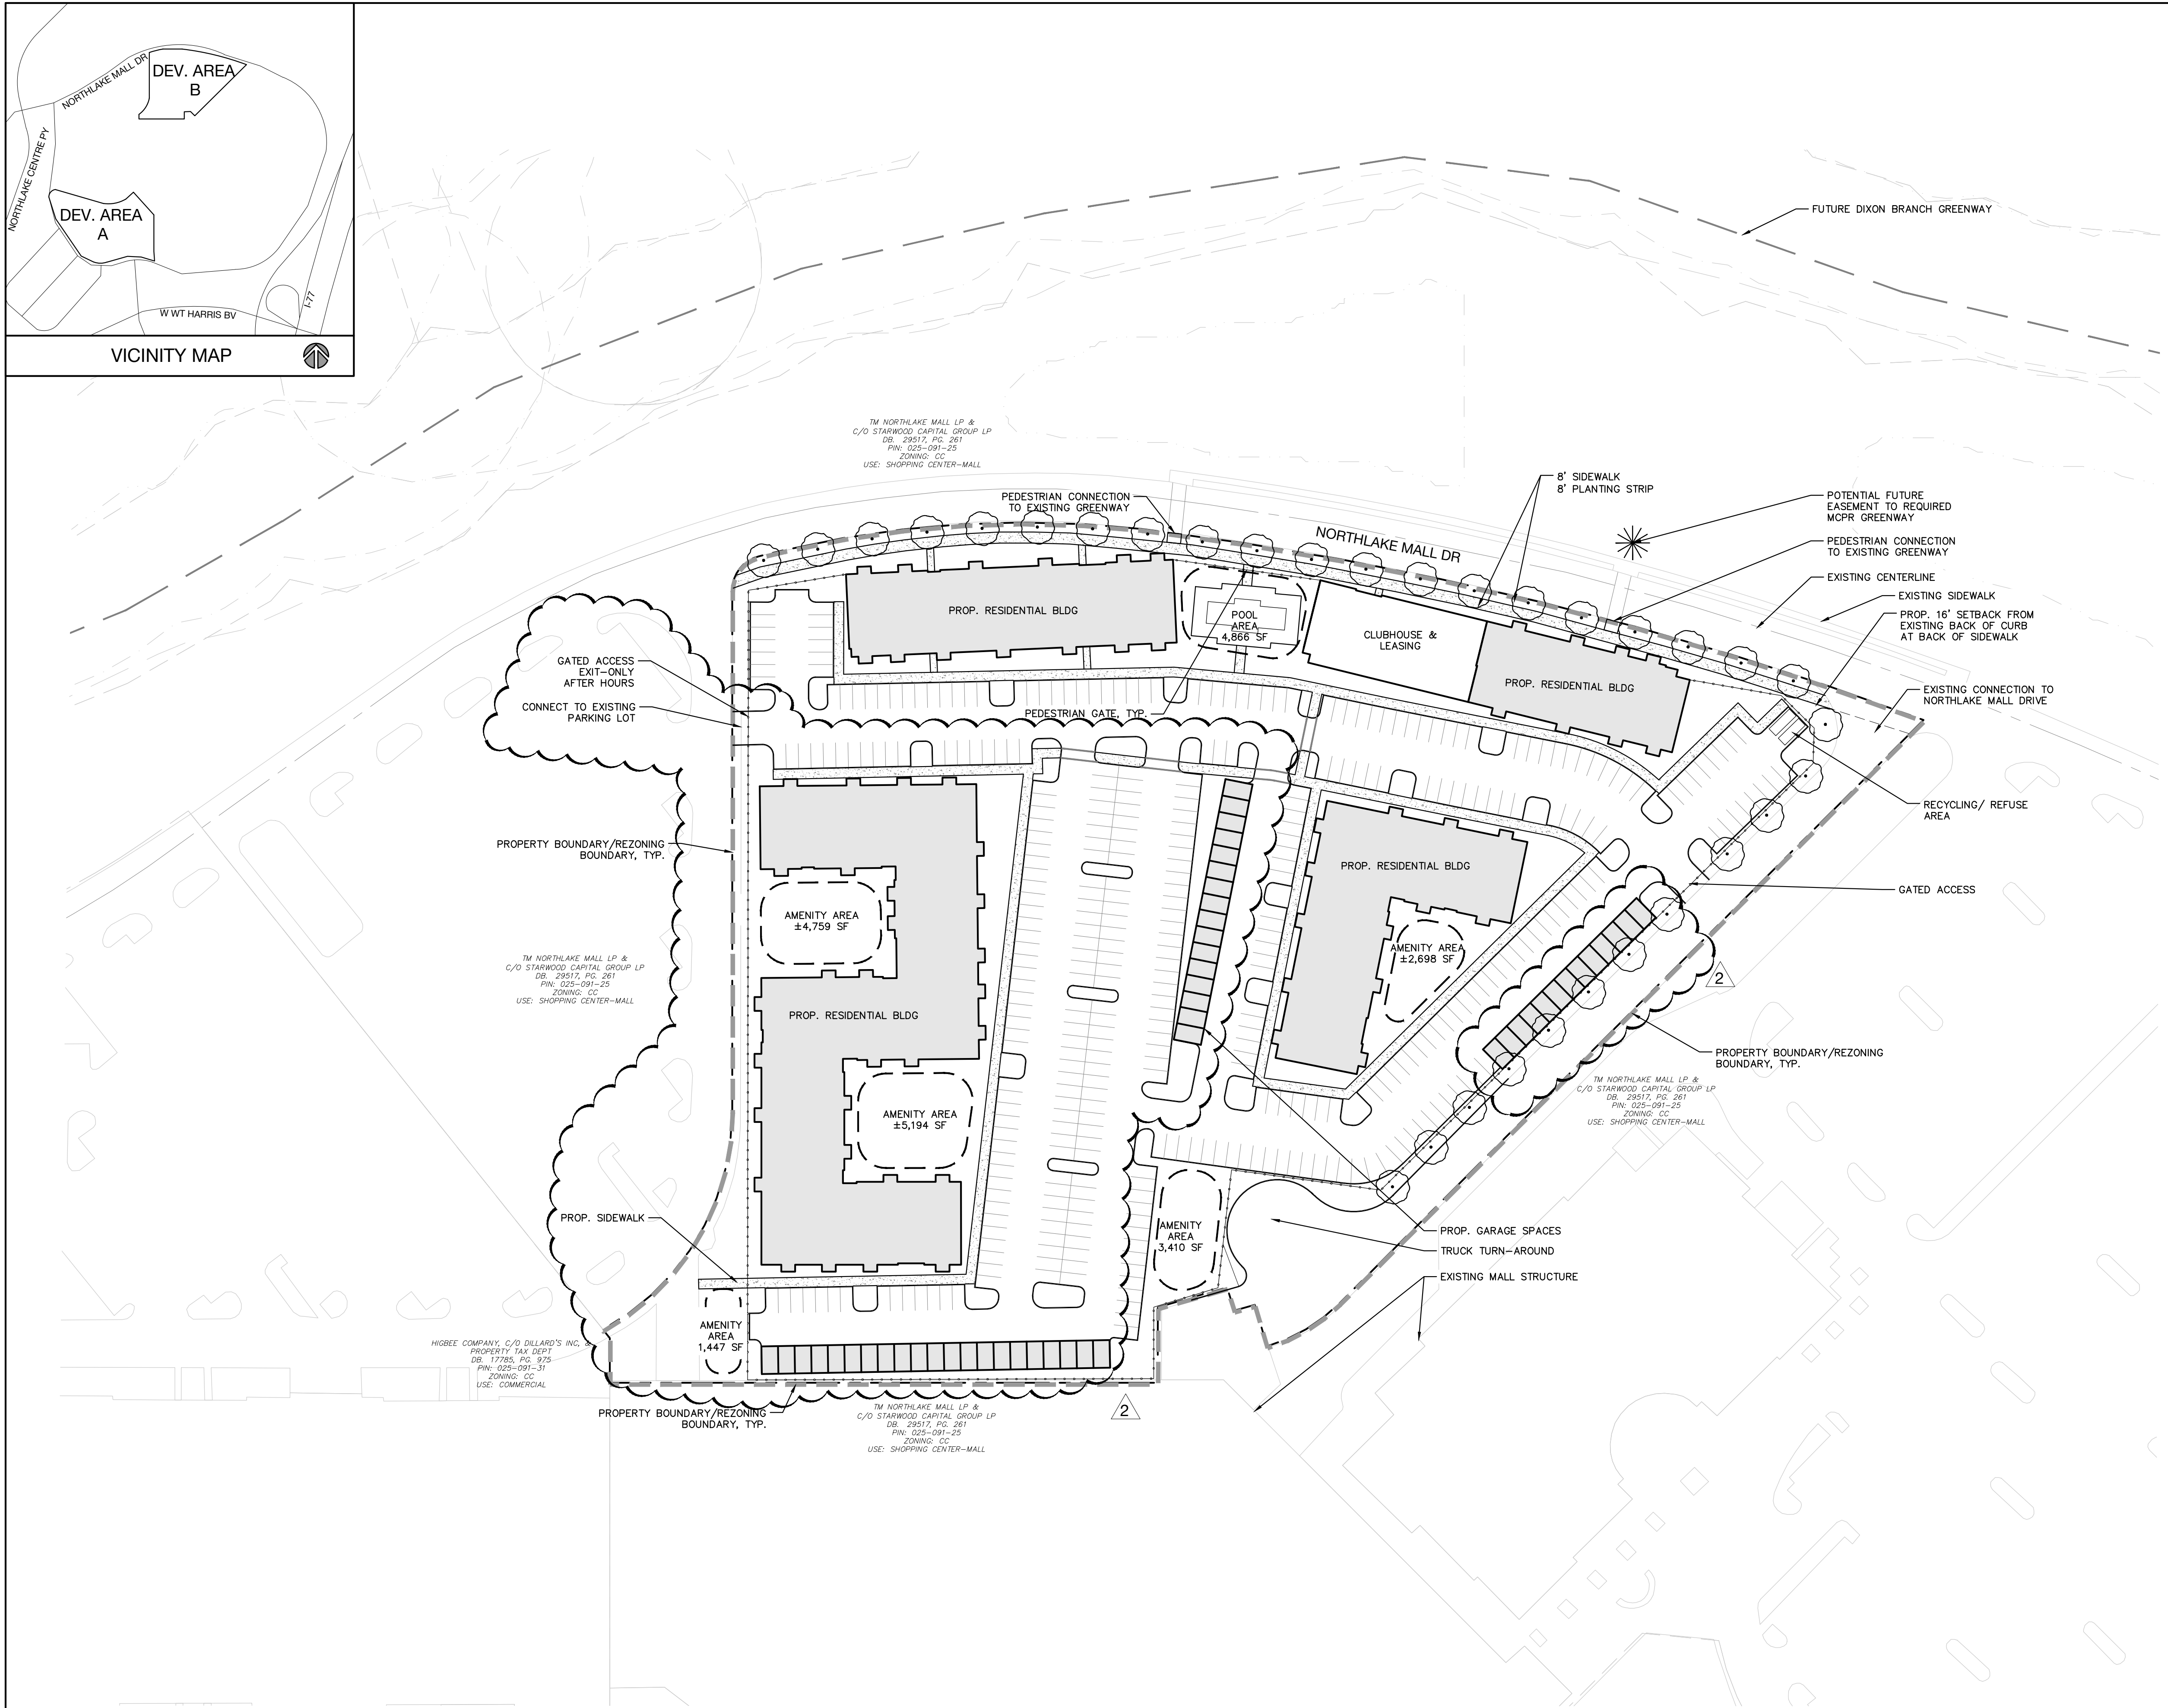 NORTHLAKE MALL DR
DEV. AREA
B
NORTHLAKE CENTRE PY
DEV. AREA
A
I-77
W WT HARRIS BV
VICINITY MAP
FUTURE DIXON BRANCH GREENWAY
TM NORTHLAKE MALL LP &
C/O STARWOOD CAPITAL GROUP LP
DB. 29517, PG. 261
PIN: 025-091-25
ZONING: CC
USE: SHOPPING CENTER-MALL
PEDESTRIAN CONNECTION
TO EXISTING GREENWAY
8' SIDEWALK
8' PLANTING STRIP
POTENTIAL FUTURE
EASEMENT TO REQUIRED
MCPR GREENWAY
NORTHLAKE MALL DR
PEDESTRIAN CONNECTION
TO EXISTING GREENWAY
EXISTING CENTERLINE
EXISTING SIDEWALK
PROP. 16' SETBACK FROM
EXISTING BACK OF CURB
AT BACK OF SIDEWALK
PROP. RESIDENTIAL BLDG
POOL
AREA
4,866 SF
CLUBHOUSE &
LEASING
PROP. RESIDENTIAL BLDG
GATED ACCESS
EXIT-ONLY
AFTER HOURS
CONNECT TO EXISTING
PARKING LOT
PEDESTRIAN GATE, TYP.
EXISTING CONNECTION TO
NORTHLAKE MALL DRIVE
RECYCLING/ REFUSE
AREA
PROPERTY BOUNDARY/REZONING
BOUNDARY, TYP.
PROP. RESIDENTIAL BLDG
GATED ACCESS
AMENITY AREA
±4,759 SF
AMENITY AREA
±2,698 SF
2
TM NORTHLAKE MALL LP &
C/O STARWOOD CAPITAL GROUP LP
DB. 29517, PG. 261
PIN: 025-091-25
ZONING: CC
USE: SHOPPING CENTER-MALL
PROP. RESIDENTIAL BLDG
PROPERTY BOUNDARY/REZONING
BOUNDARY, TYP.
TM NORTHLAKE MALL LP &
C/O STARWOOD CAPITAL GROUP LP
DB. 29517, PG. 261
PIN: 025-091-25
ZONING: CC
USE: SHOPPING CENTER-MALL
AMENITY AREA
±5,194 SF
PROP. SIDEWALK
AMENITY
AREA
3,410 SF
PROP. GARAGE SPACES
TRUCK TURN-AROUND
EXISTING MALL STRUCTURE
AMENITY
AREA
1,447 SF
HIGBEE COMPANY, C/O DILLARD'S INC, &
PROPERTY TAX DEPT
DB. 17785, PG. 975
PIN: 025-091-31
ZONING: CC
USE: COMMERCIAL
PROPERTY BOUNDARY/REZONING
BOUNDARY, TYP.
TM NORTHLAKE MALL LP &
C/O STARWOOD CAPITAL GROUP LP
DB. 29517, PG. 261
PIN: 025-091-25
ZONING: CC
USE: SHOPPING CENTER-MALL
2